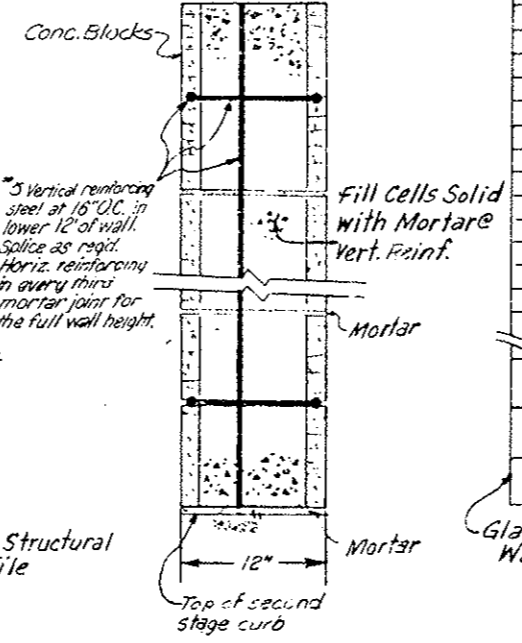 Conc. Blocks
#5 Vertical reinforcing
steel at 16" O.C. in
lower 12' of wall.
Splice as reqd.
Horiz. reinforcing
in every third
mortar joint for
the full wall height.
Fill Cells Solid
with Mortar @
Vert. Reinf.
Mortar
Structural
Mortar
12"
Top of second
stage curb